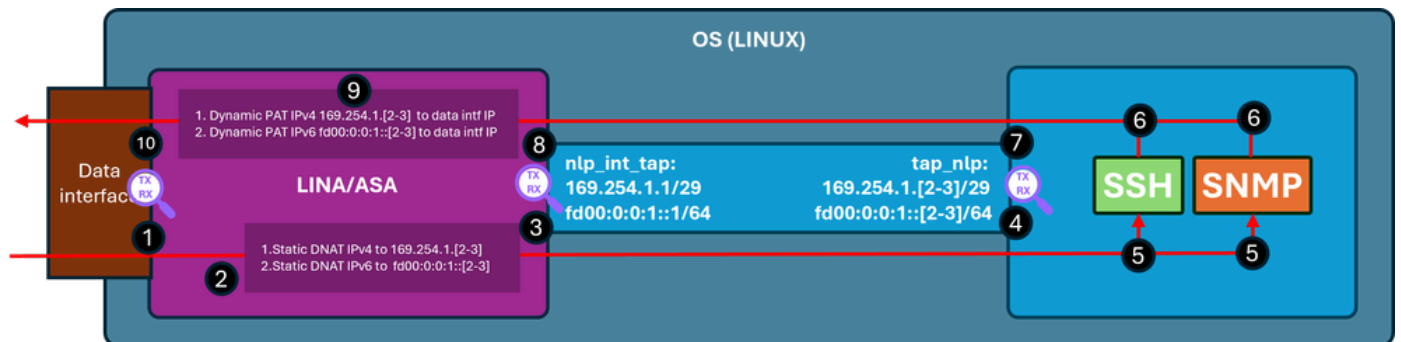 OS (LINUX)
9
1. Dynamic PAT IPv4 169.254.1.[2-3] to data intf IP
2. Dynamic PAT IPv6 fd00:0:0:1::[2-3] to data intf IP
10
Data
interface
TX
RX
1
LINA/ASA
8
TX
RX
3
nlp_int_tap:
169.254.1.1/29
fd00:0:0:1::1/64
tap_nlp:
169.254.1.[2-3]/29
fd00:0:0:1::[2-3]/64
7
TX
RX
4
6
6
SSH
SNMP
5
5
1.Static DNAT IPv4 to 169.254.1.[2-3]
2.Static DNAT IPv6 to fd00:0:0:1::[2-3]
2